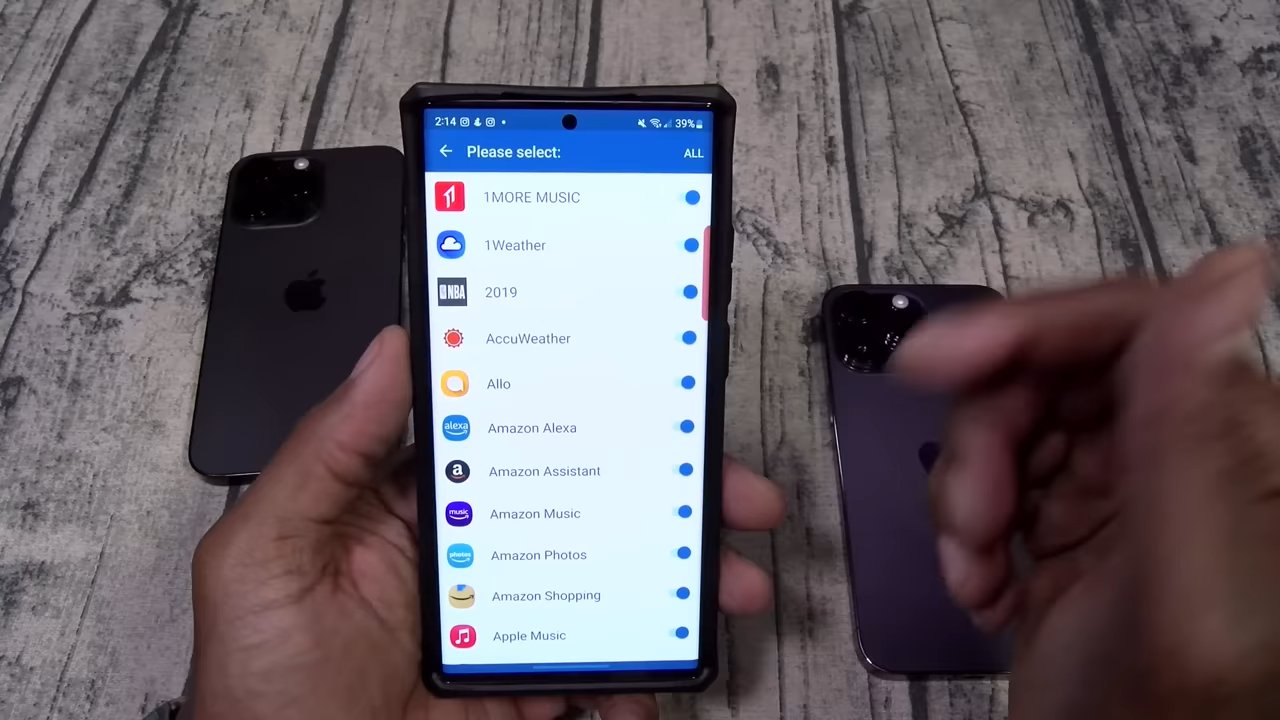 2:14 39%
Please select: ALL
1MORE MUSIC
1Weather
NBA 2019
AccuWeather
Allo
alexa Amazon Alexa
a Amazon Assistant
music Amazon Music
photos Amazon Photos
Amazon Shopping
Apple Music